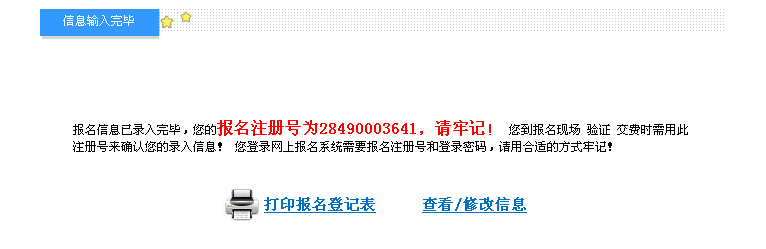 信息输入完毕
报名信息已录入完毕，您的报名注册号为28490003641，请牢记！ 您到报名现场 验证 交费时需用此
注册号来确认您的录入信息！ 您登录网上报名系统需要报名注册号和登录密码，请用合适的方式牢记！
打印报名登记表 查看/修改信息